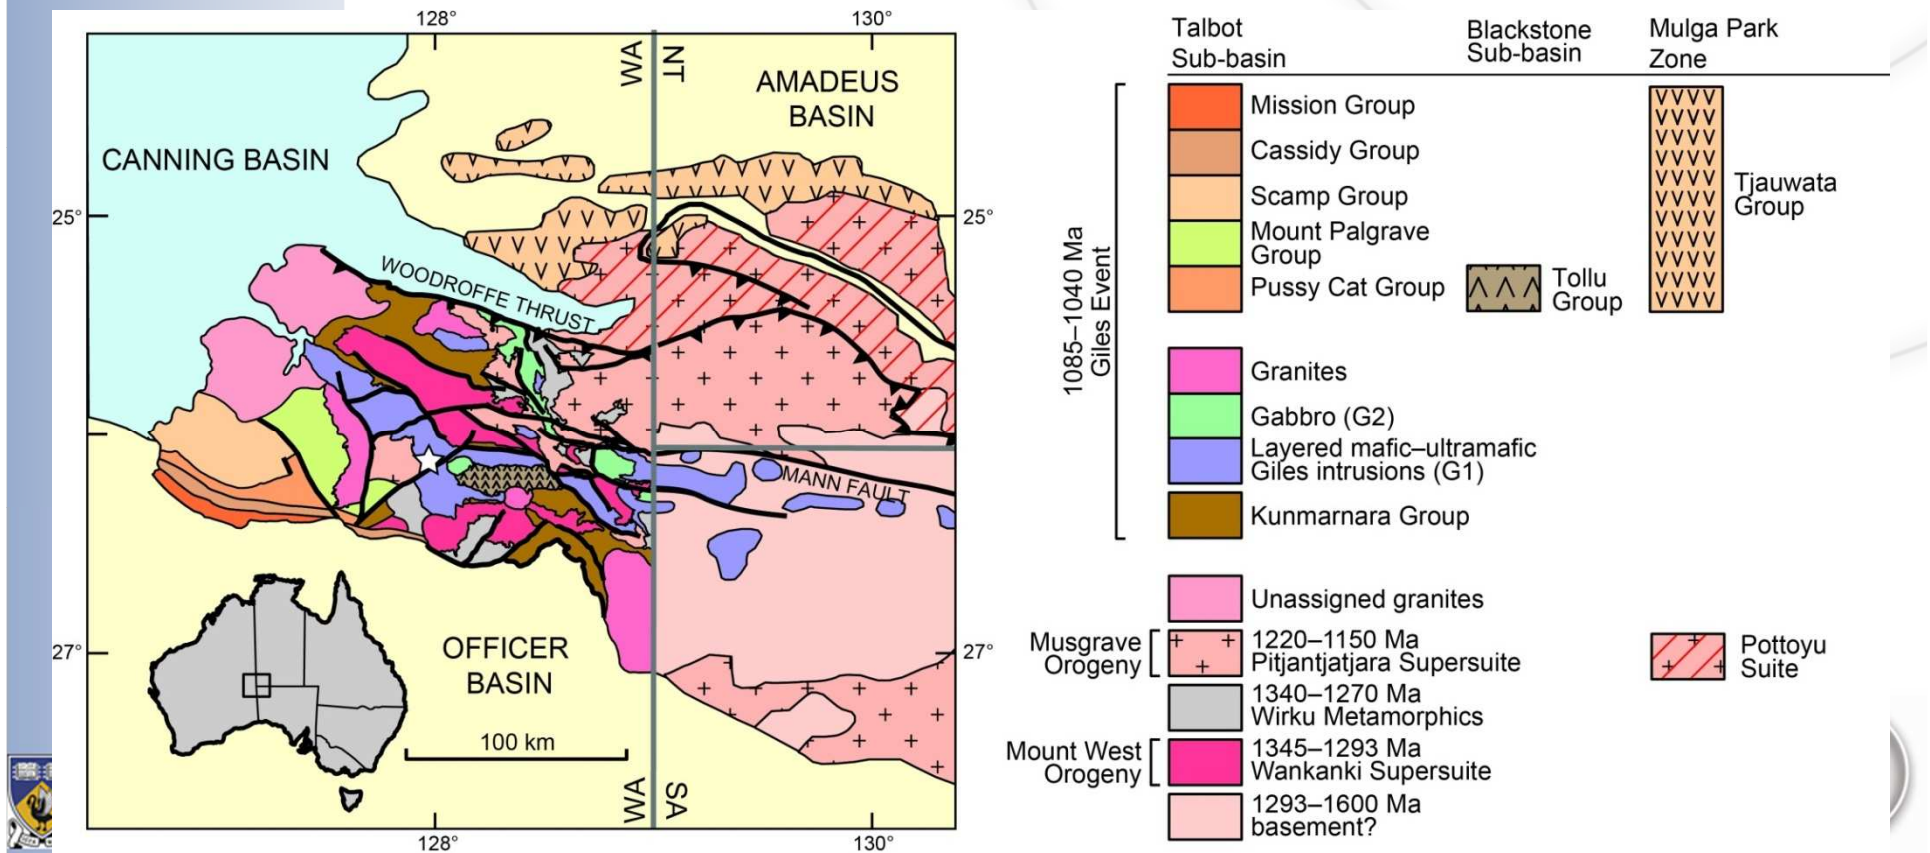 128°
130°
WA
NT
AMADEUS
BASIN
CANNING BASIN
25°
25°
WOODROFFE THRUST
MANN FAULT
27°
27°
OFFICER
BASIN
100 km
WA
SA
128°
130°
Talbot
Sub-basin
Blackstone
Sub-basin
Mulga Park
Zone
1085–1040 Ma
Giles Event
Mission Group
Cassidy Group
Scamp Group
Mount Palgrave
Group
Pussy Cat Group
Tollu
Group
Tjauwata
Group
Granites
Gabbro (G2)
Layered mafic–ultramafic
Giles intrusions (G1)
Kunmarnara Group
Unassigned granites
Musgrave
Orogeny
1220–1150 Ma
Pitjantjatjara Supersuite
Pottoyu
Suite
1340–1270 Ma
Wirku Metamorphics
Mount West
Orogeny
1345–1293 Ma
Wankanki Supersuite
1293–1600 Ma
basement?